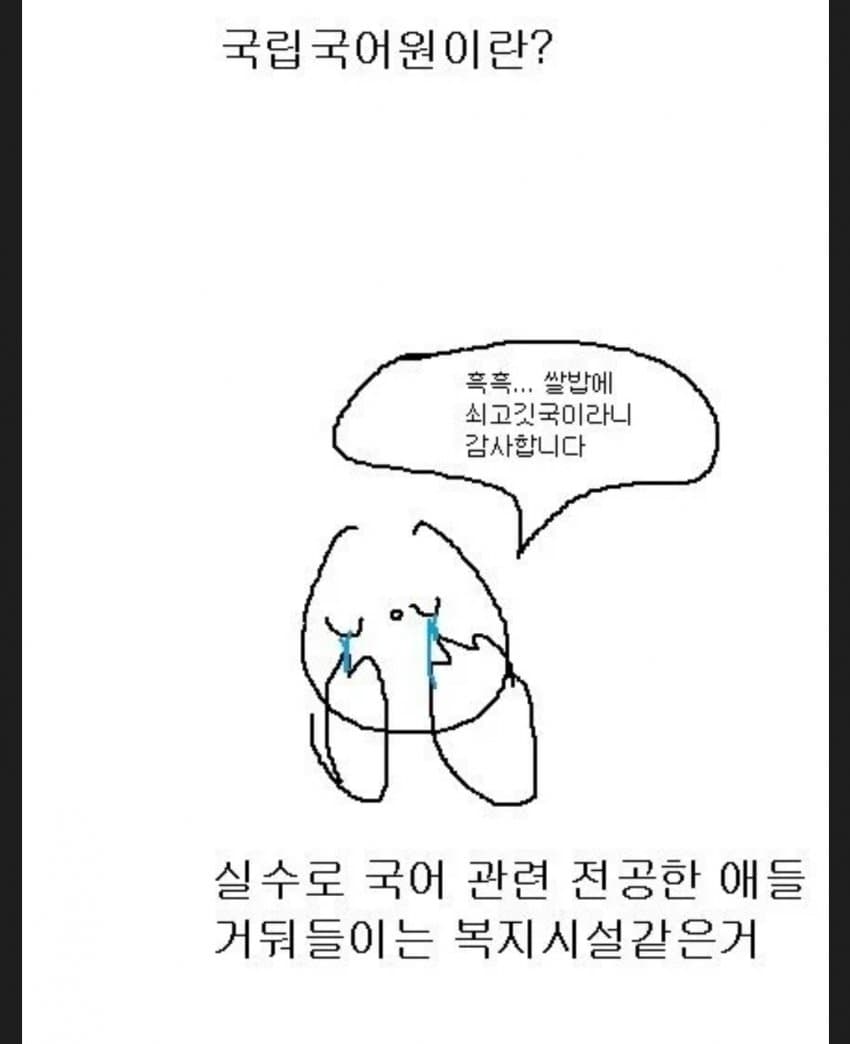 국립국어원이란?
흑흑... 쌀밥에
쇠고깃국이라니
감사합니다
실수로 국어 관련 전공한 애들
거둬들이는 복지시설같은거